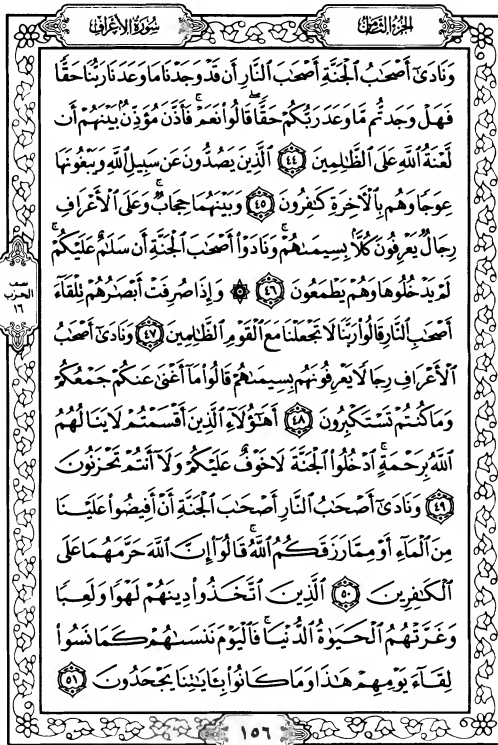 الجزء الثامن
سورة الأعراف
وَنَادَىٰٓ أَصْحَٰبُ ٱلْجَنَّةِ أَصْحَٰبَ ٱلنَّارِ أَن قَدْ وَجَدْنَا مَا وَعَدَنَا رَبُّنَا حَقًّا
فَهَلْ وَجَدتُّم مَّا وَعَدَ رَبُّكُمْ حَقًّا ۖ قَالُوا۟ نَعَمْ ۚ فَأَذَّنَ مُؤَذِّنٌۢ بَيْنَهُمْ أَن
لَّعْنَةُ ٱللَّهِ عَلَى ٱلظَّٰلِمِينَ ٤٤ ٱلَّذِينَ يَصُدُّونَ عَن سَبِيلِ ٱللَّهِ وَيَبْغُونَهَا
عِوَجًا وَهُم بِٱلْءَاخِرَةِ كَٰفِرُونَ ٤٥ وَبَيْنَهُمَا حِجَابٌ ۚ وَعَلَى ٱلْأَعْرَافِ
رِجَالٌ يَعْرِفُونَ كُلًّۢا بِسِيمَىٰهُمْ ۚ وَنَادَوْا۟ أَصْحَٰبَ ٱلْجَنَّةِ أَن سَلَٰمٌ عَلَيْكُمْ ۚ
لَمْ يَدْخُلُوهَا وَهُمْ يَطْمَعُونَ ٤٦ ۞ وَإِذَا صُرِفَتْ أَبْصَٰرُهُمْ تِلْقَآءَ
أَصْحَٰبِ ٱلنَّارِ قَالُوا۟ رَبَّنَا لَا تَجْعَلْنَا مَعَ ٱلْقَوْمِ ٱلظَّٰلِمِينَ ٤٧ وَنَادَىٰٓ أَصْحَٰبُ
ٱلْأَعْرَافِ رِجَالًا يَعْرِفُونَهُم بِسِيمَىٰهُمْ قَالُوا۟ مَآ أَغْنَىٰ عَنكُمْ جَمْعُكُمْ
وَمَا كُنتُمْ تَسْتَكْبِرُونَ ٤٨ أَهَٰٓؤُلَآءِ ٱلَّذِينَ أَقْسَمْتُمْ لَا يَنَالُهُمُ
ٱللَّهُ بِرَحْمَةٍ ۚ ٱدْخُلُوا۟ ٱلْجَنَّةَ لَا خَوْفٌ عَلَيْكُمْ وَلَآ أَنتُمْ تَحْزَنُونَ
٤٩ وَنَادَىٰٓ أَصْحَٰبُ ٱلنَّارِ أَصْحَٰبَ ٱلْجَنَّةِ أَنْ أَفِيضُوا۟ عَلَيْنَا
مِنَ ٱلْمَآءِ أَوْ مِمَّا رَزَقَكُمُ ٱللَّهُ ۚ قَالُوٓا۟ إِنَّ ٱللَّهَ حَرَّمَهُمَا عَلَى
ٱلْكَٰفِرِينَ ٥٠ ٱلَّذِينَ ٱتَّخَذُوا۟ دِينَهُمْ لَهْوًا وَلَعِبًا
وَغَرَّتْهُمُ ٱلْحَيَوٰةُ ٱلدُّنْيَا ۚ فَٱلْيَوْمَ نَنسَىٰهُمْ كَمَا نَسُوا۟
لِقَآءَ يَوْمِهِمْ هَٰذَا وَمَا كَانُوا۟ بِـَٔايَٰتِنَا يَجْحَدُونَ ٥١
نصف
الحزب
١٦
١٥٦